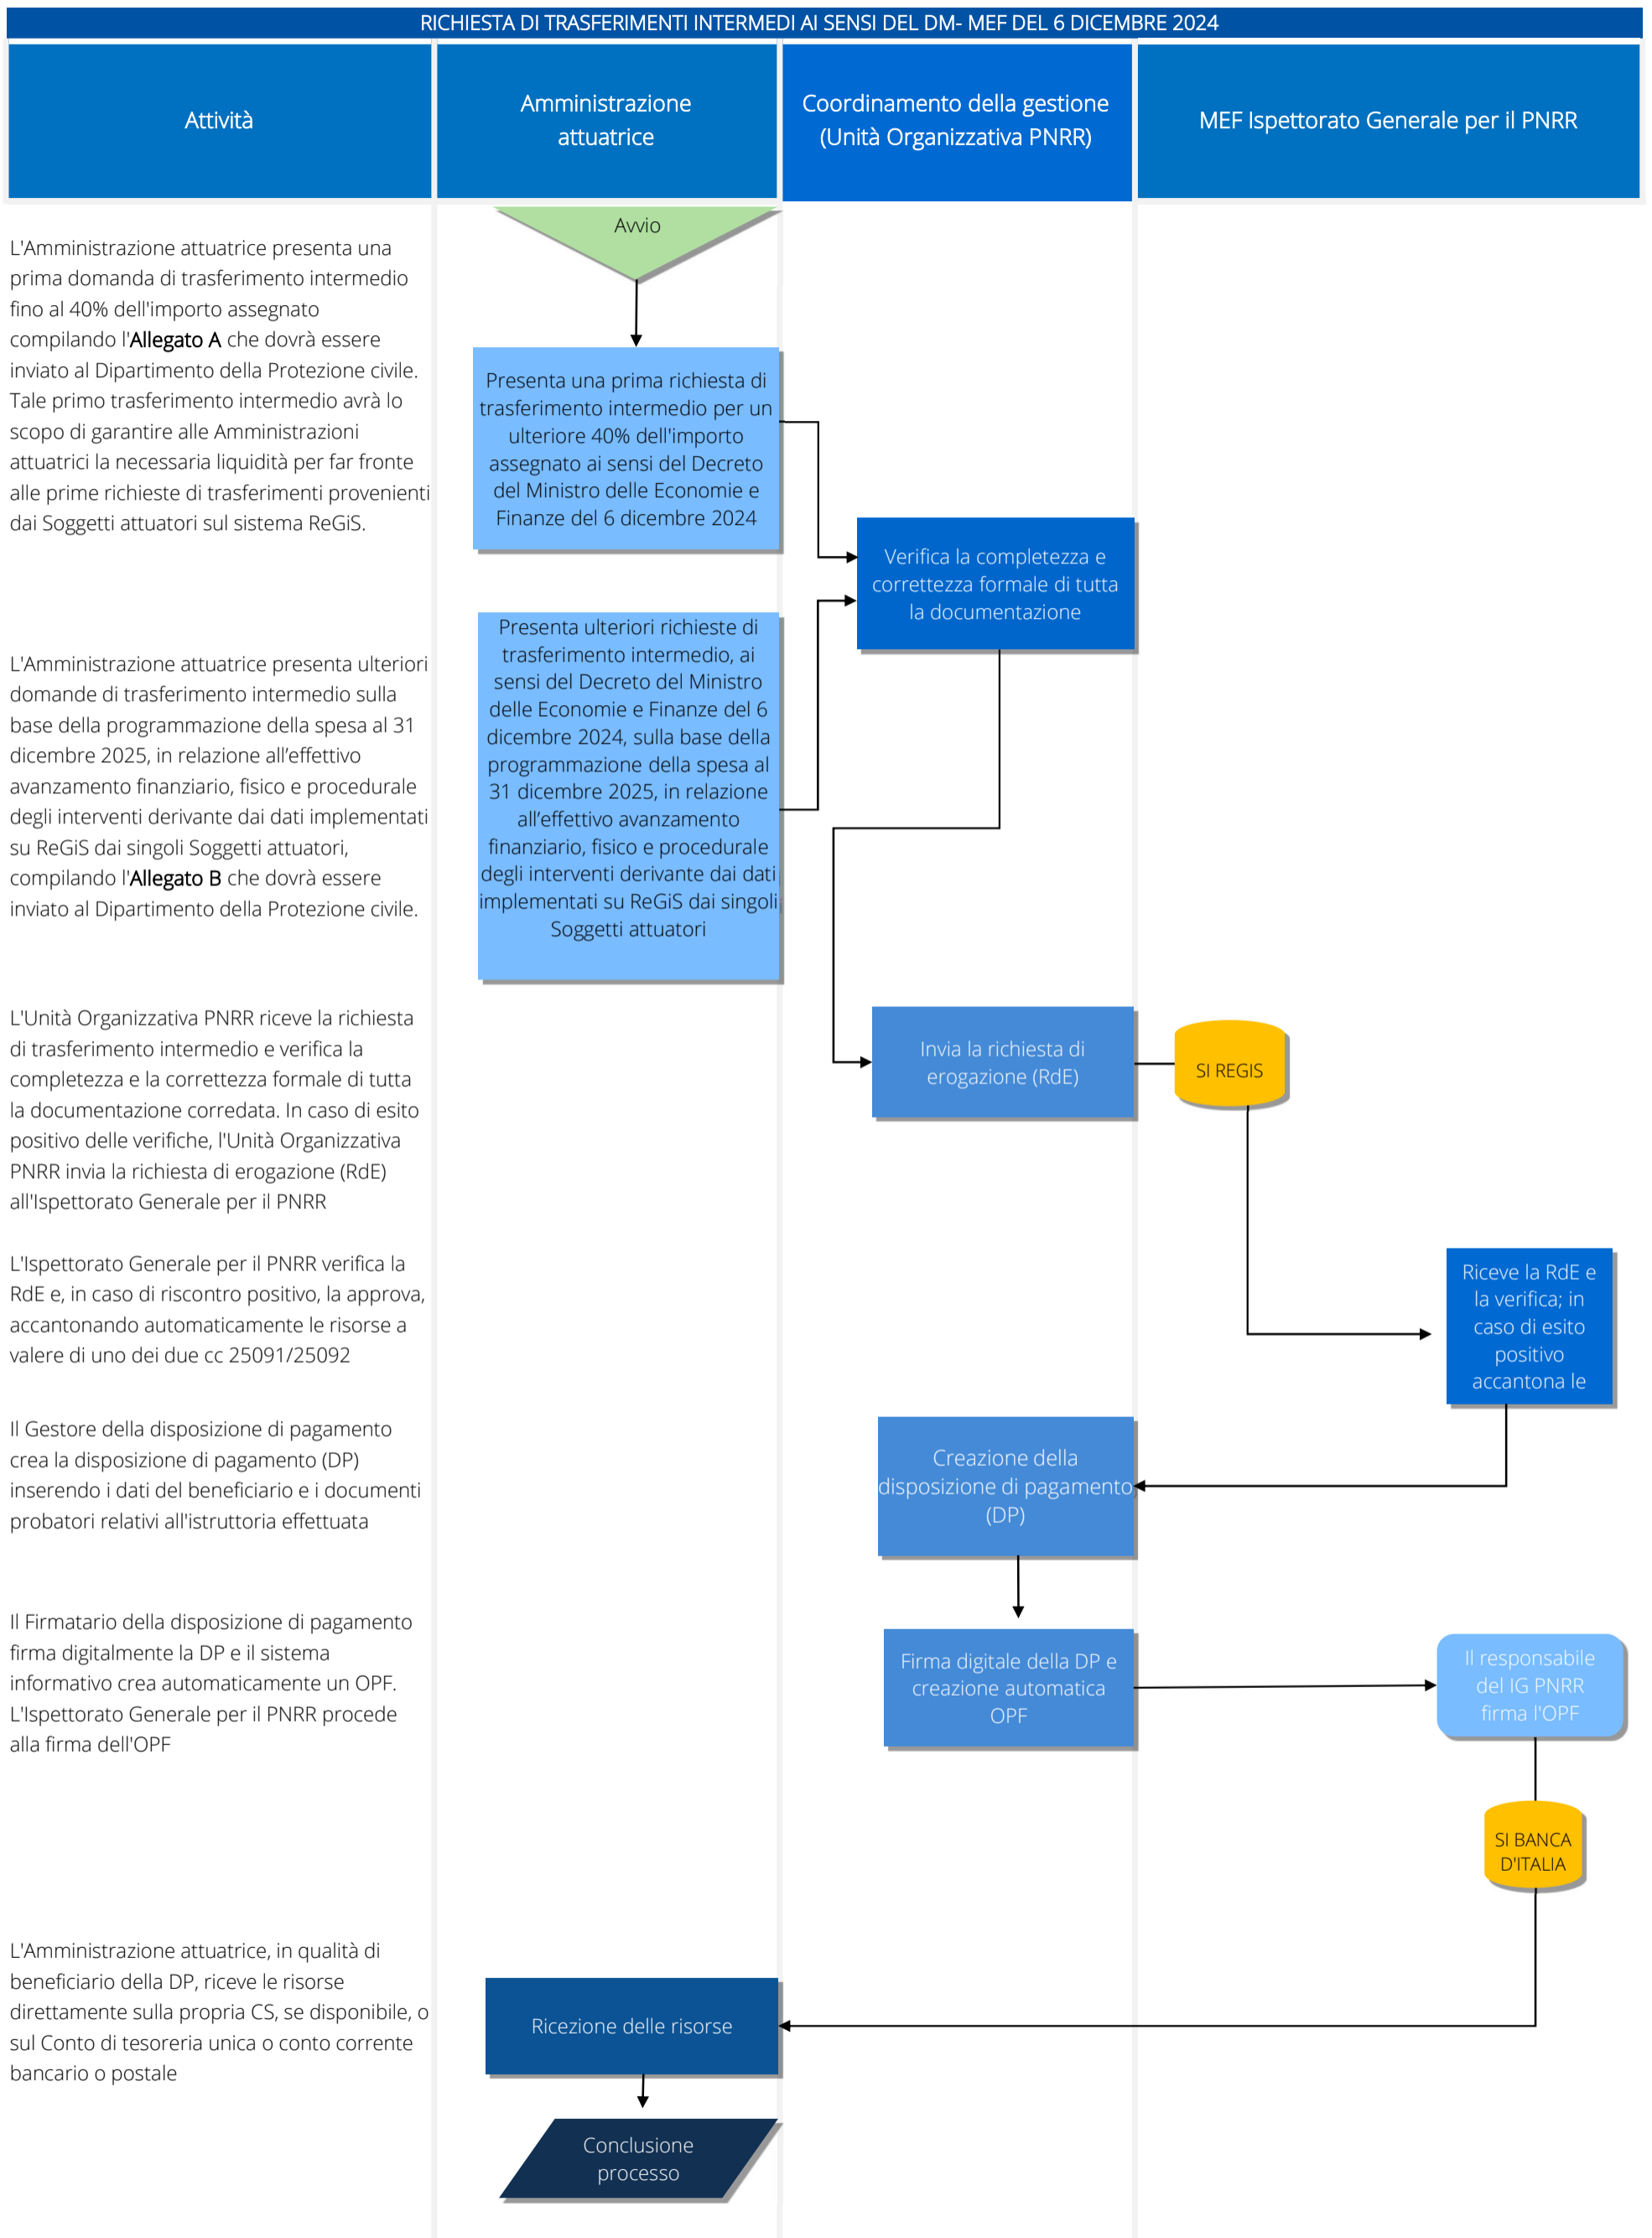 RICHIESTA DI TRASFERIMENTI INTERMEDI AI SENSI DEL DM- MEF DEL 6 DICEMBRE 2024
Attività
Amministrazione
attuatrice
Coordinamento della gestione
(Unità Organizzativa PNRR)
MEF Ispettorato Generale per il PNRR
Avvio
L'Amministrazione attuatrice presenta una
prima domanda di trasferimento intermedio
fino al 40% dell'importo assegnato
compilando l'Allegato A che dovrà essere
inviato al Dipartimento della Protezione civile.
Tale primo trasferimento intermedio avrà lo
scopo di garantire alle Amministrazioni
attuatrici la necessaria liquidità per far fronte
alle prime richieste di trasferimenti provenienti
dai Soggetti attuatori sul sistema ReGiS.
Presenta una prima richiesta di
trasferimento intermedio per un
ulteriore 40% dell'importo
assegnato ai sensi del Decreto
del Ministro delle Economie e
Finanze del 6 dicembre 2024
Verifica la completezza e
correttezza formale di tutta
la documentazione
L'Amministrazione attuatrice presenta ulteriori
domande di trasferimento intermedio sulla
base della programmazione della spesa al 31
dicembre 2025, in relazione all’effettivo
avanzamento finanziario, fisico e procedurale
degli interventi derivante dai dati implementati
su ReGiS dai singoli Soggetti attuatori,
compilando l'Allegato B che dovrà essere
inviato al Dipartimento della Protezione civile.
Presenta ulteriori richieste di
trasferimento intermedio, ai
sensi del Decreto del Ministro
delle Economie e Finanze del 6
dicembre 2024, sulla base della
programmazione della spesa al
31 dicembre 2025, in relazione
all’effettivo avanzamento
finanziario, fisico e procedurale
degli interventi derivante dai dati
implementati su ReGiS dai singoli
Soggetti attuatori
L'Unità Organizzativa PNRR riceve la richiesta
di trasferimento intermedio e verifica la
completezza e la correttezza formale di tutta
la documentazione corredata. In caso di esito
positivo delle verifiche, l'Unità Organizzativa
PNRR invia la richiesta di erogazione (RdE)
all'Ispettorato Generale per il PNRR
Invia la richiesta di
erogazione (RdE)
SI REGIS
L'Ispettorato Generale per il PNRR verifica la
RdE e, in caso di riscontro positivo, la approva,
accantonando automaticamente le risorse a
valere di uno dei due cc 25091/25092
Riceve la RdE e
la verifica; in
caso di esito
positivo
accantona le
Il Gestore della disposizione di pagamento
crea la disposizione di pagamento (DP)
inserendo i dati del beneficiario e i documenti
probatori relativi all'istruttoria effettuata
Creazione della
disposizione di pagamento
(DP)
Il Firmatario della disposizione di pagamento
firma digitalmente la DP e il sistema
informativo crea automaticamente un OPF.
L'Ispettorato Generale per il PNRR procede
alla firma dell'OPF
Firma digitale della DP e
creazione automatica
OPF
Il responsabile
del IG PNRR
firma l'OPF
SI BANCA
D'ITALIA
L'Amministrazione attuatrice, in qualità di
beneficiario della DP, riceve le risorse
direttamente sulla propria CS, se disponibile, o
sul Conto di tesoreria unica o conto corrente
bancario o postale
Ricezione delle risorse
Conclusione
processo